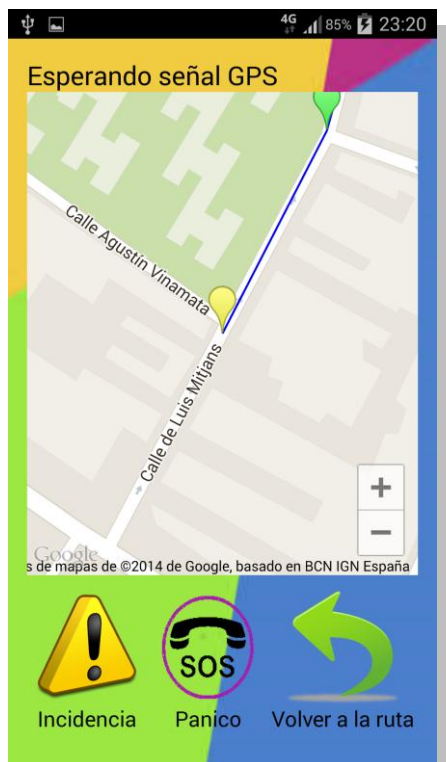 4G 85% 23:20
Esperando señal GPS
Calle Agustín Vinamata
Calle de Luis Mitjans
+
−
Google
s de mapas de ©2014 de Google, basado en BCN IGN España
SOS
Incidencia Panico Volver a la ruta